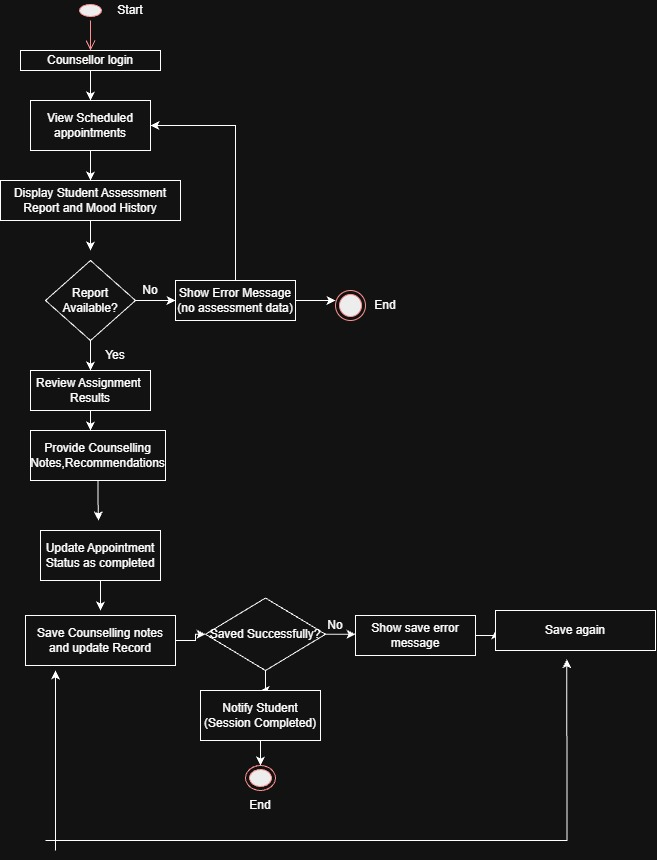 Start
Counsellor login
View Scheduled
appointments
Display Student Assessment
Report and Mood History
Report
Available?
No
Show Error Message
(no assessment data)
End
Yes
Review Assignment
Results
Provide Counselling
Notes,Recommendations
Update Appointment
Status as completed
Save Counselling notes
and update Record
Saved Successfully?
No
Show save error
message
Save again
Notify Student
(Session Completed)
End